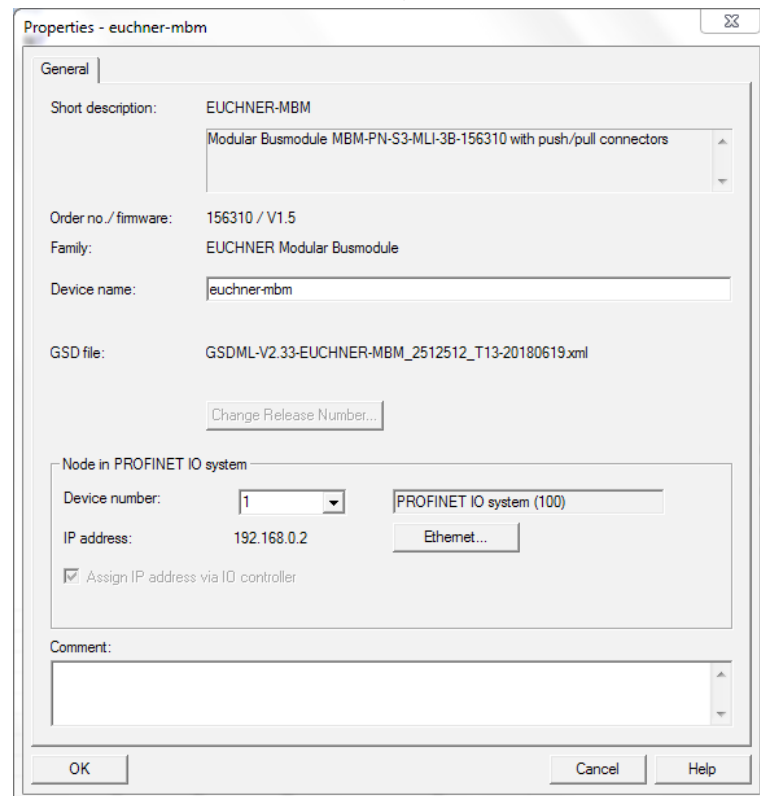 Properties - euchner-mbm
General
Short description: EUCHNER-MBM
Modular Busmodule MBM-PN-S3-MLI-3B-156310 with push/pull connectors
Order no./ firmware: 156310 / V1.5
Family: EUCHNER Modular Busmodule
Device name: euchner-mbm
GSD file: GSDML-V2.33-EUCHNER-MBM_2512512_T13-20180619.xml
Change Release Number...
Node in PROFINET IO system
Device number: 1 PROFINET IO system (100)
IP address: 192.168.0.2 Ethernet...
Assign IP address via IO controller
Comment:
OK Cancel Help